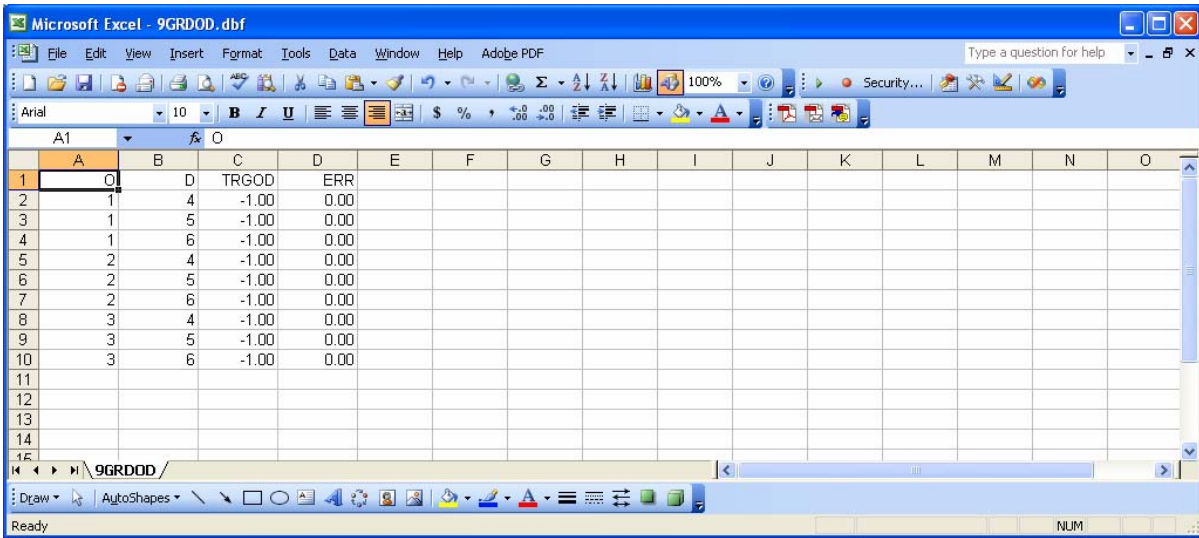 Microsoft Excel - 9GRDOD.dbf
File Edit View Insert Format Tools Data Window Help Adobe PDF Type a question for help
100% Security...
Arial 10 B I U $ % ,
A1 fx O
A B C D E F G H I J K L M N O
1 O D TRGOD ERR
2 1 4 -1.00 0.00
3 1 5 -1.00 0.00
4 1 6 -1.00 0.00
5 2 4 -1.00 0.00
6 2 5 -1.00 0.00
7 2 6 -1.00 0.00
8 3 4 -1.00 0.00
9 3 5 -1.00 0.00
10 3 6 -1.00 0.00
11
12
13
14
15
9GRDOD
Draw AutoShapes
Ready NUM